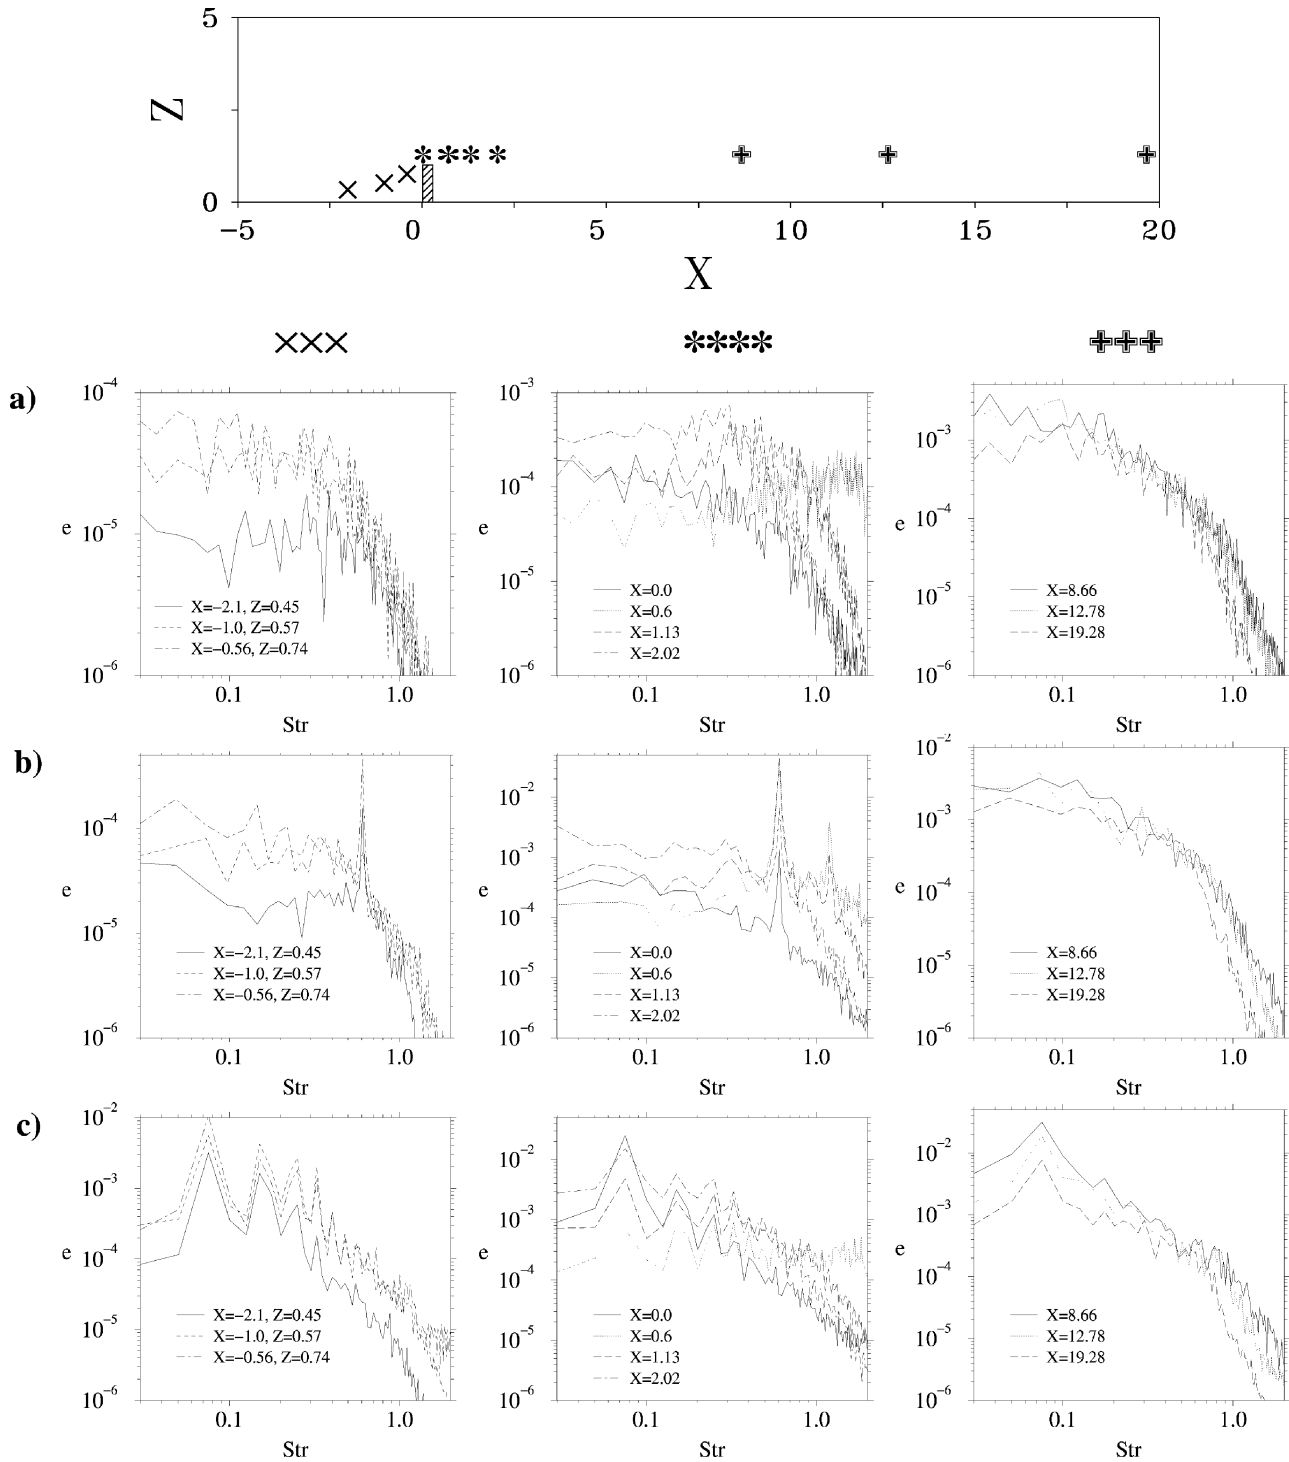 5
Z
0
−5 0 5 10 15 20
X
a)
10−4
10−5
10−6
e
X=−2.1, Z=0.45
X=−1.0, Z=0.57
X=−0.56, Z=0.74
0.1 1.0
Str
10−3
10−4
10−5
10−6
e
X=0.0
X=0.6
X=1.13
X=2.02
0.1 1.0
Str
10−3
10−4
10−5
10−6
e
X=8.66
X=12.78
X=19.28
0.1 1.0
Str
b)
10−4
10−5
10−6
e
X=−2.1, Z=0.45
X=−1.0, Z=0.57
X=−0.56, Z=0.74
0.1 1.0
Str
10−2
10−3
10−4
10−5
10−6
e
X=0.0
X=0.6
X=1.13
X=2.02
0.1 1.0
Str
10−2
10−3
10−4
10−5
10−6
e
X=8.66
X=12.78
X=19.28
0.1 1.0
Str
c)
10−2
10−3
10−4
10−5
10−6
e
X=−2.1, Z=0.45
X=−1.0, Z=0.57
X=−0.56, Z=0.74
0.1 1.0
Str
10−2
10−3
10−4
10−5
10−6
e
X=0.0
X=0.6
X=1.13
X=2.02
0.1 1.0
Str
10−2
10−3
10−4
10−5
10−6
e
X=8.66
X=12.78
X=19.28
0.1 1.0
Str